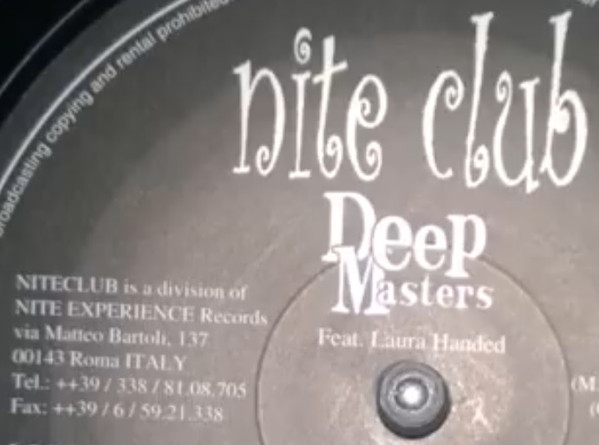 broadcasting copying and rental prohibited
nite club
Deep
Masters
Feat. Laura Handed
NITECLUB is a division of
NITE EXPERIENCE Records
via Matteo Bartoli, 137
00143 Roma ITALY
Tel.: ++39 / 338 / 81.08.705
Fax: ++39 / 6 / 59.21.338
(M.